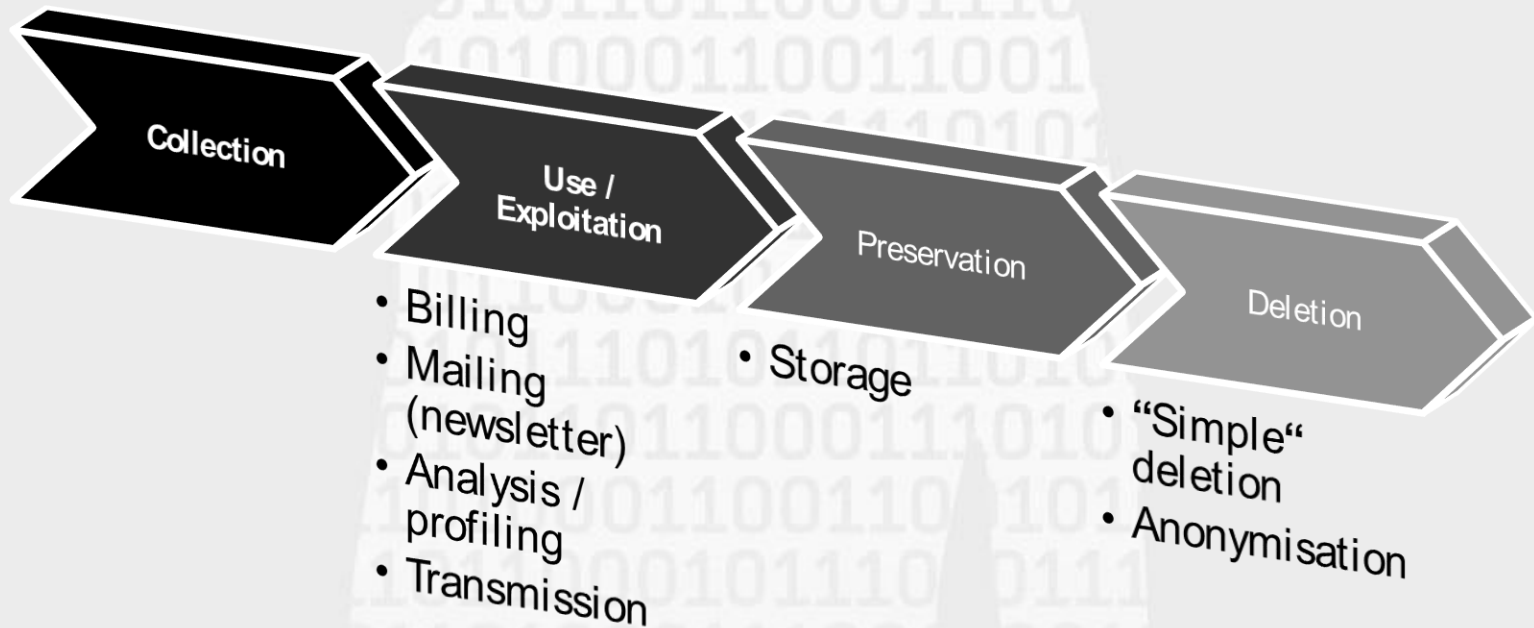 Collection
Use /
Exploitation
Preservation
Deletion
• Billing
• Mailing
(newsletter)
• Analysis /
profiling
• Transmission
• Storage
• “Simple“
deletion
• Anonymisation